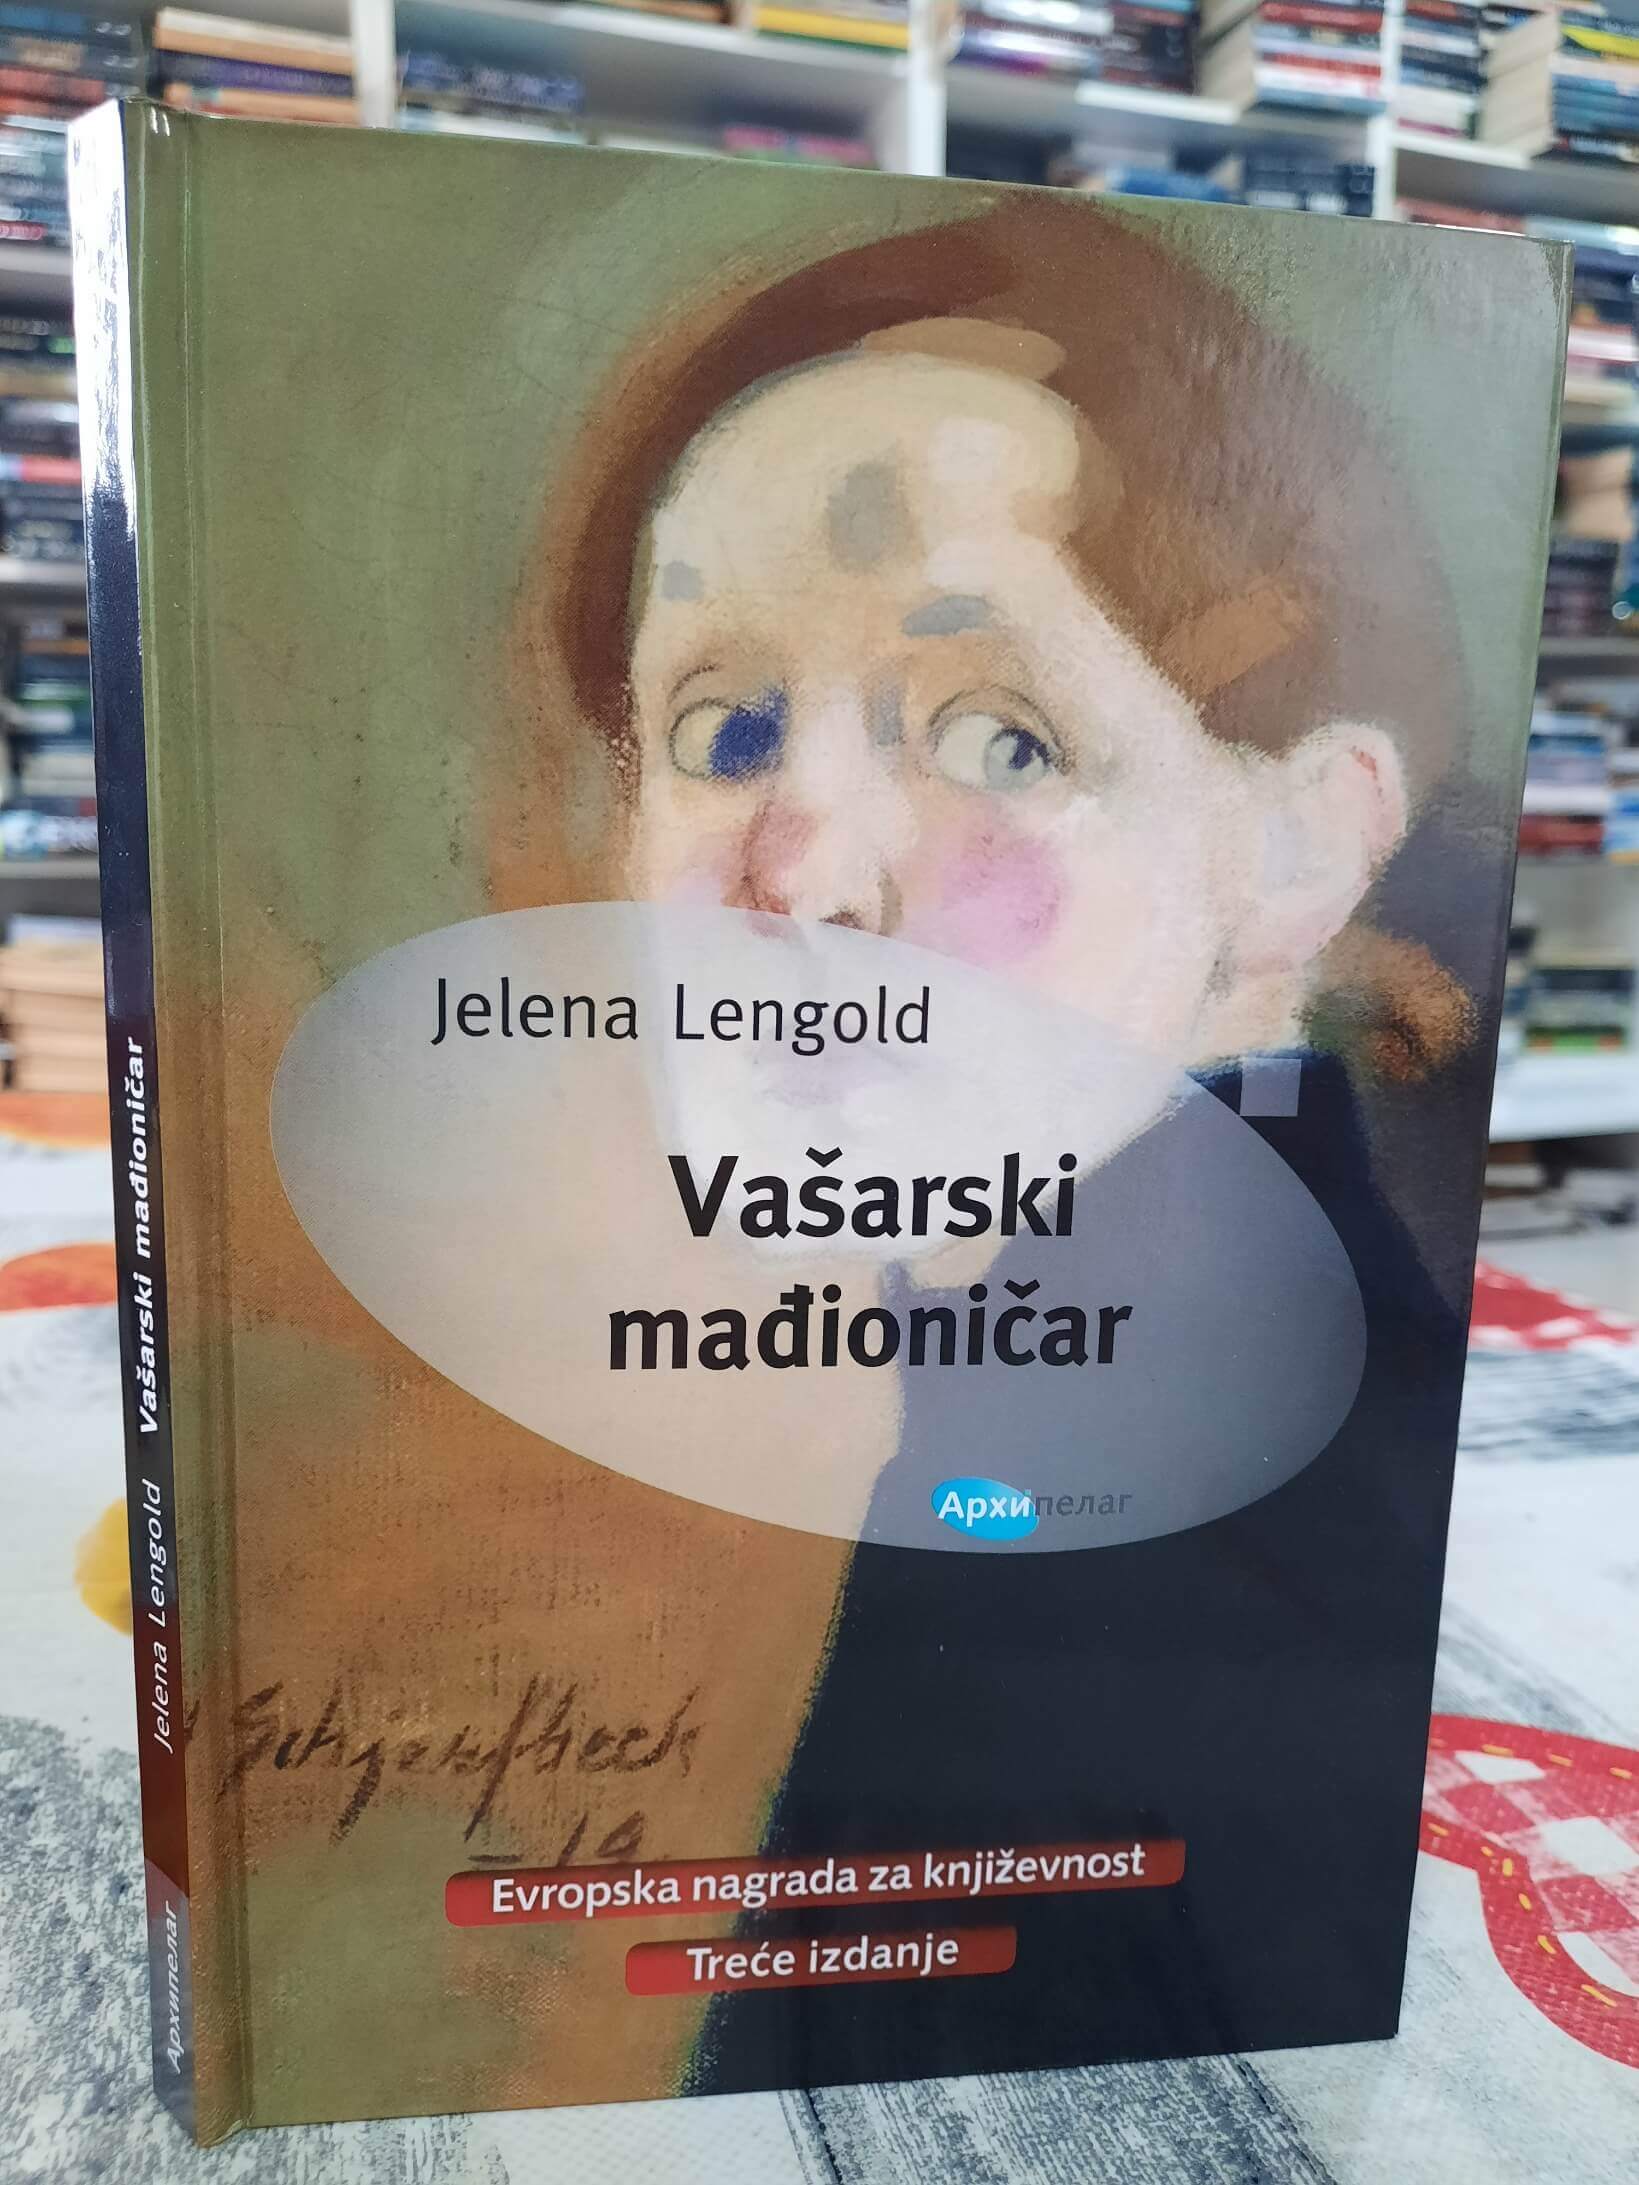 Jelena Lengold
Vašarski
mađioničar
Архипелаг
Evropska nagrada za književnost
Treće izdanje
Jelena Lengold Vašarski mađioničar
Архипелаг